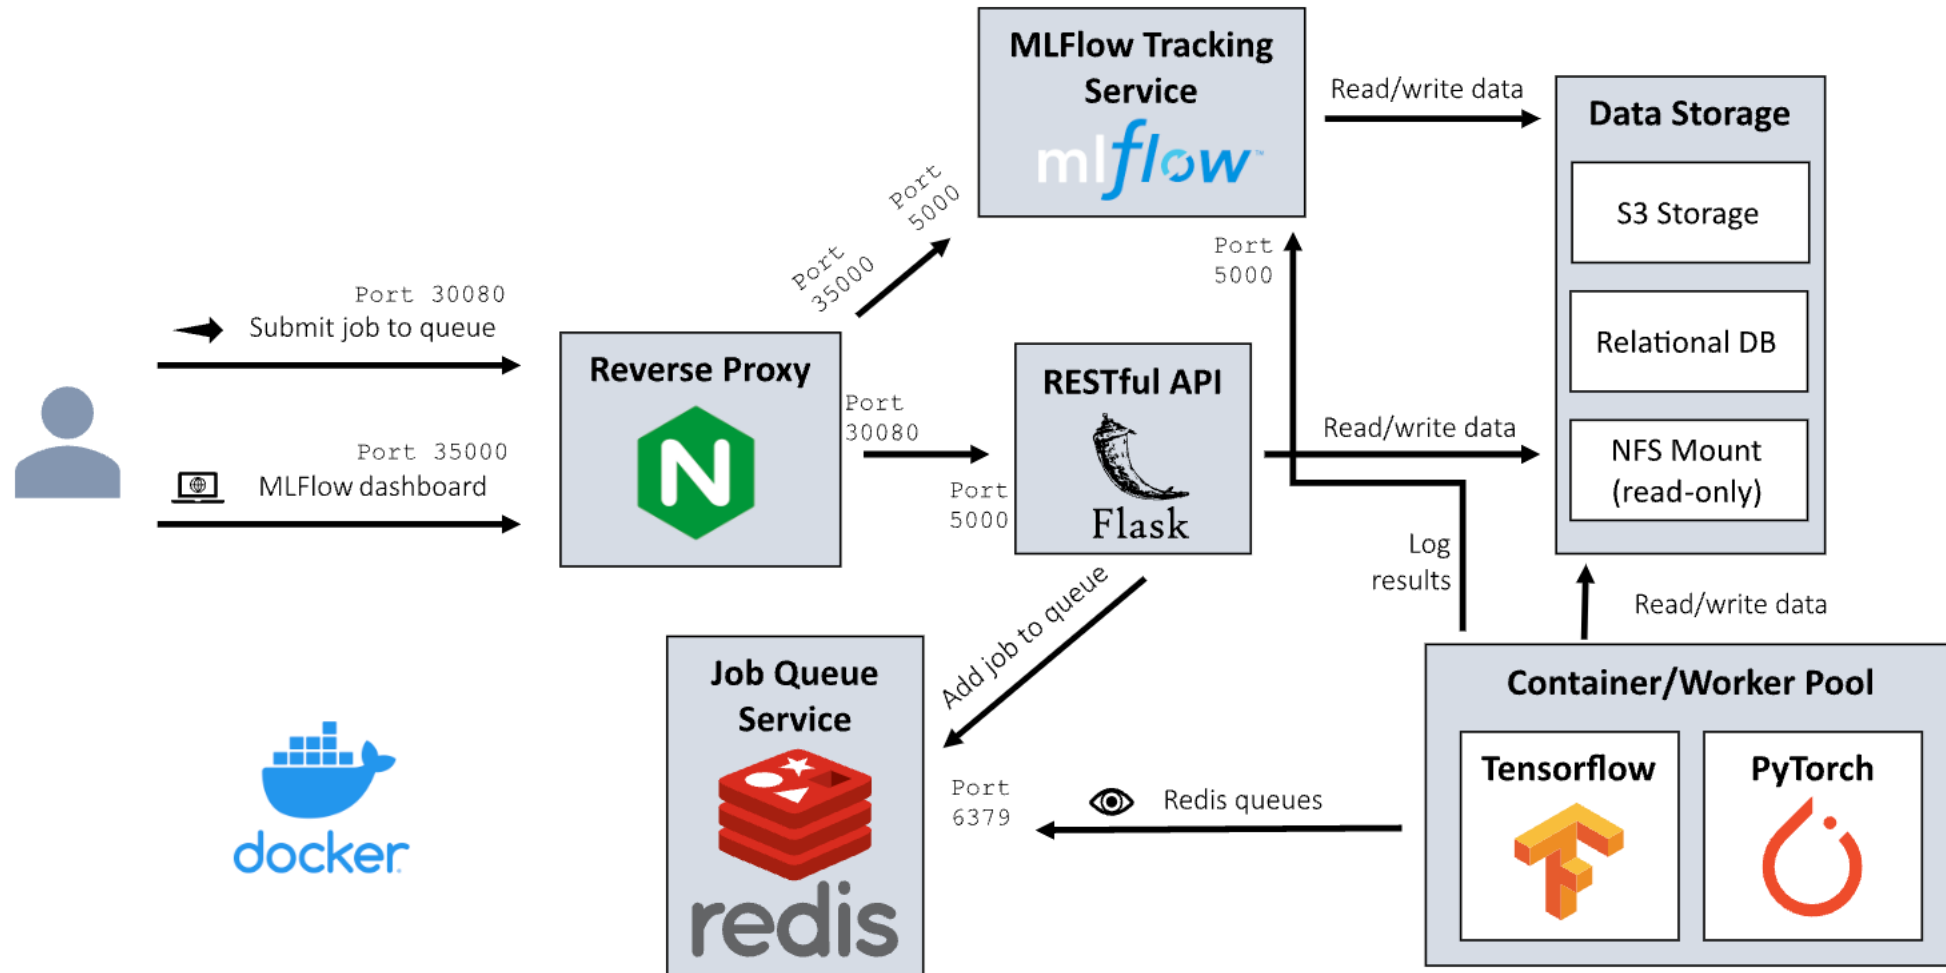 MLFlow Tracking
Service
mlflow™
Read/write data
Data Storage
S3 Storage
Relational DB
NFS Mount
(read-only)
Port
5000
Port
35000
Port
5000
Port 30080
Submit job to queue
Port 35000
MLFlow dashboard
Reverse Proxy
N
Port
30080
Port
5000
RESTful API
Flask
Read/write data
Log
results
Read/write data
Add job to queue
Job Queue
Service
redis
Port
6379
Redis queues
Container/Worker Pool
Tensorflow
PyTorch
docker